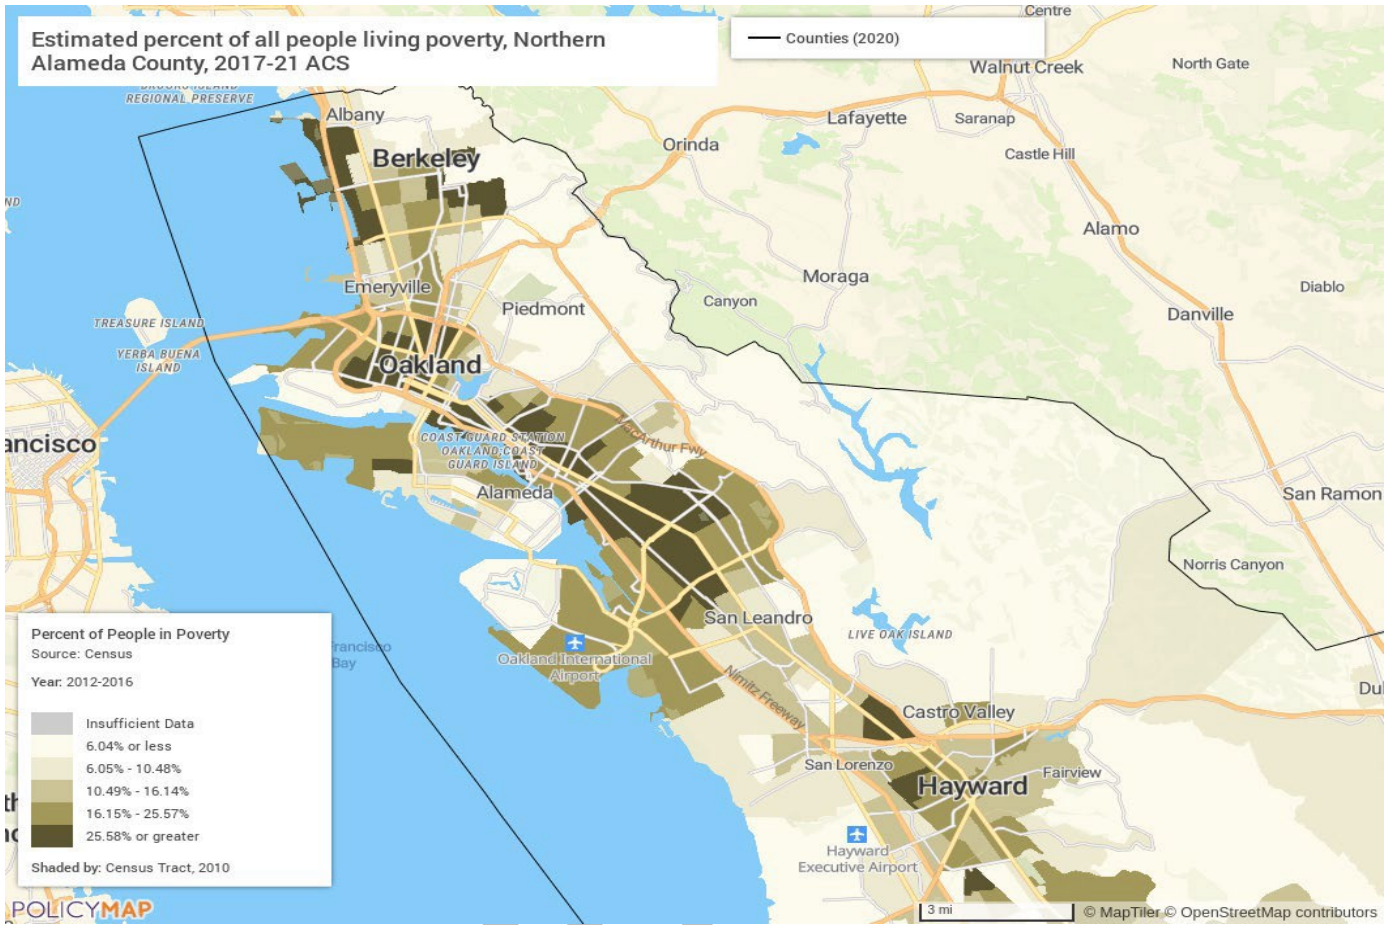 Estimated percent of all people living poverty, Northern
Alameda County, 2017-21 ACS
Counties (2020)
Centre
Walnut Creek
North Gate
REGIONAL PRESERVE
Albany
Lafayette
Saranap
Orinda
Castle Hill
Berkeley
ND
Alamo
Moraga
Emeryville
Canyon
Diablo
Piedmont
Danville
TREASURE ISLAND
YERBA BUENA
ISLAND
Oakland
MacArthur Fwy
COAST GUARD STATION
OAKLAND-COAST
GUARD ISLAND
ancisco
Alameda
San Ramon
Norris Canyon
San Leandro
LIVE OAK ISLAND
Francisco
Bay
Oakland International
Airport
Nimitz Freeway
Du
Castro Valley
San Lorenzo
Fairview
Hayward
Hayward
Executive Airport
Percent of People in Poverty
Source: Census
Year: 2012-2016
Insufficient Data
6.04% or less
6.05% - 10.48%
10.49% - 16.14%
16.15% - 25.57%
25.58% or greater
Shaded by: Census Tract, 2010
POLICYMAP
3 mi
© MapTiler © OpenStreetMap contributors